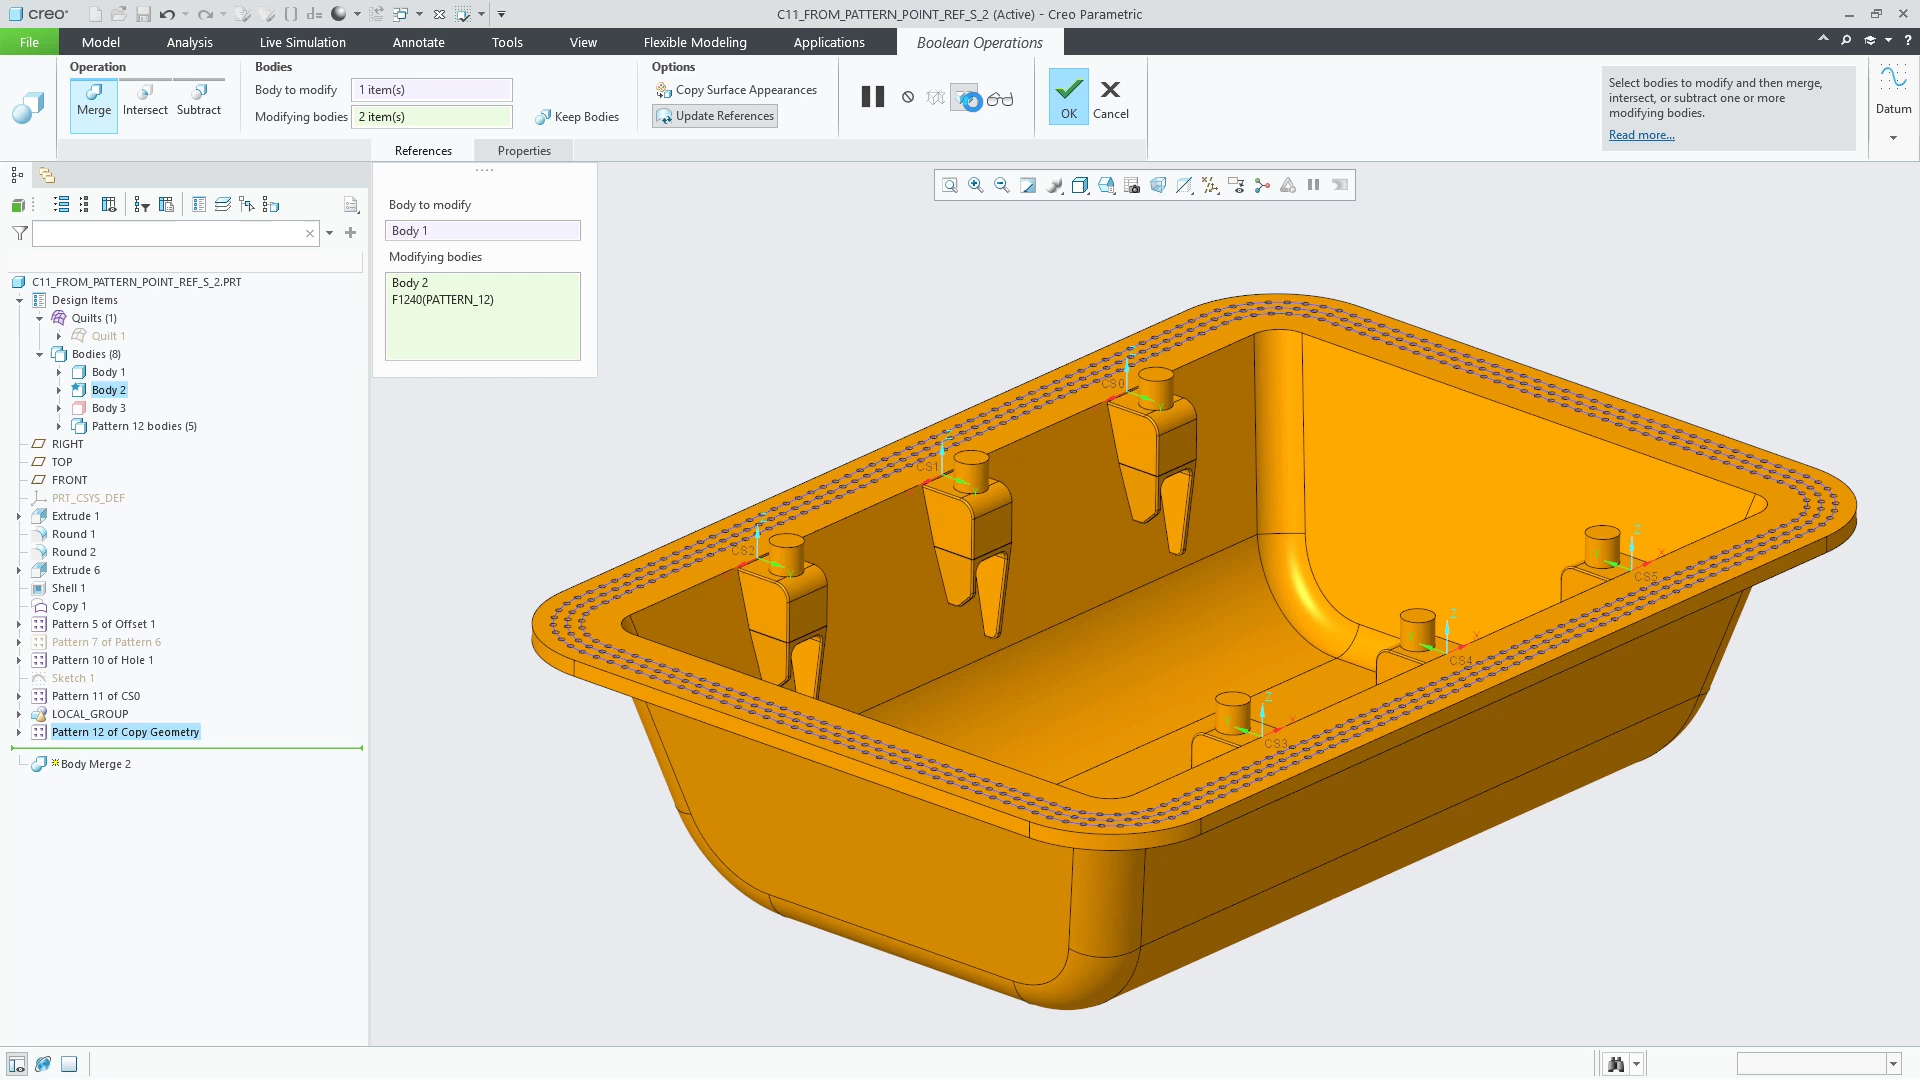 creo
C11_FROM_PATTERN_POINT_REF_S_2 (Active) - Creo Parametric
File
Model
Analysis
Live Simulation
Annotate
Tools
View
Flexible Modeling
Applications
Boolean Operations
Operation
Merge
Intersect
Subtract
Bodies
Body to modify
1 item(s)
Modifying bodies
2 item(s)
Keep Bodies
Options
Copy Surface Appearances
Update References
OK
Cancel
Select bodies to modify and then merge,
intersect, or subtract one or more
modifying bodies.
Read more...
Datum
References
Properties
Body to modify
Body 1
Modifying bodies
Body 2
F1240(PATTERN_12)
C11_FROM_PATTERN_POINT_REF_S_2.PRT
Design Items
Quilts (1)
Quilt 1
Bodies (8)
Body 1
Body 2
Body 3
Pattern 12 bodies (5)
RIGHT
TOP
FRONT
PRT_CSYS_DEF
Extrude 1
Round 1
Round 2
Extrude 6
Shell 1
Copy 1
Pattern 5 of Offset 1
Pattern 7 of Pattern 6
Pattern 10 of Hole 1
Sketch 1
Pattern 11 of CS0
LOCAL_GROUP
Pattern 12 of Copy Geometry
Body Merge 2
CS0
CS1
CS2
CS5
CS4
CS3